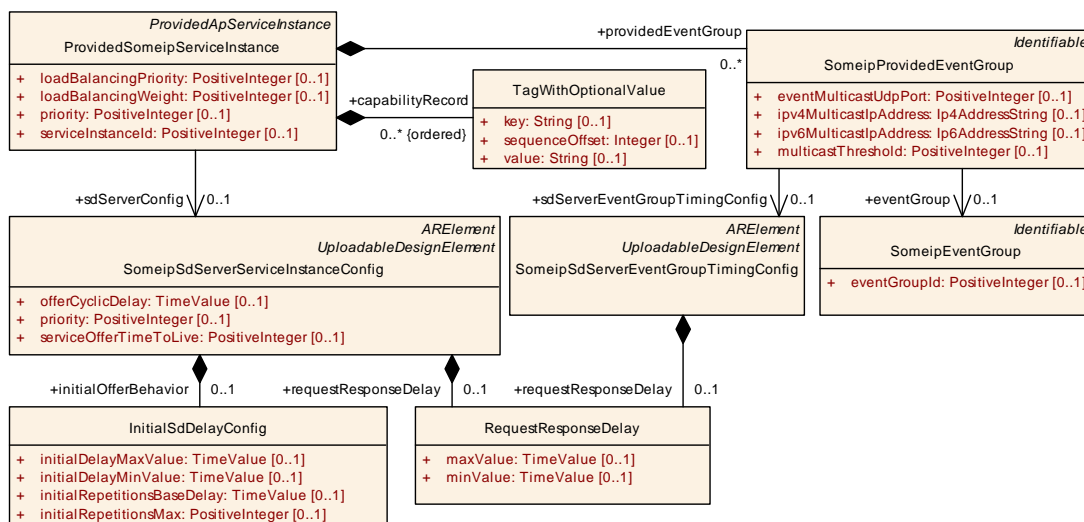 ProvidedApServiceInstance
ProvidedSomeipServiceInstance
+ loadBalancingPriority: PositiveInteger [0..1]
+ loadBalancingWeight: PositiveInteger [0..1]
+ priority: PositiveInteger [0..1]
+ serviceInstanceId: PositiveInteger [0..1]
+providedEventGroup
0..*
Identifiable
SomeipProvidedEventGroup
+ eventMulticastUdpPort: PositiveInteger [0..1]
+ ipv4MulticastIpAddress: Ip4AddressString [0..1]
+ ipv6MulticastIpAddress: Ip6AddressString [0..1]
+ multicastThreshold: PositiveInteger [0..1]
+capabilityRecord
0..* {ordered}
TagWithOptionalValue
+ key: String [0..1]
+ sequenceOffset: Integer [0..1]
+ value: String [0..1]
+sdServerConfig
0..1
+sdServerEventGroupTimingConfig
0..1
+eventGroup
0..1
ARElement
UploadableDesignElement
SomeipSdServerServiceInstanceConfig
+ offerCyclicDelay: TimeValue [0..1]
+ priority: PositiveInteger [0..1]
+ serviceOfferTimeToLive: PositiveInteger [0..1]
ARElement
UploadableDesignElement
SomeipSdServerEventGroupTimingConfig
Identifiable
SomeipEventGroup
+ eventGroupId: PositiveInteger [0..1]
+initialOfferBehavior
0..1
+requestResponseDelay
0..1
+requestResponseDelay
0..1
InitialSdDelayConfig
+ initialDelayMaxValue: TimeValue [0..1]
+ initialDelayMinValue: TimeValue [0..1]
+ initialRepetitionsBaseDelay: TimeValue [0..1]
+ initialRepetitionsMax: PositiveInteger [0..1]
RequestResponseDelay
+ maxValue: TimeValue [0..1]
+ minValue: TimeValue [0..1]